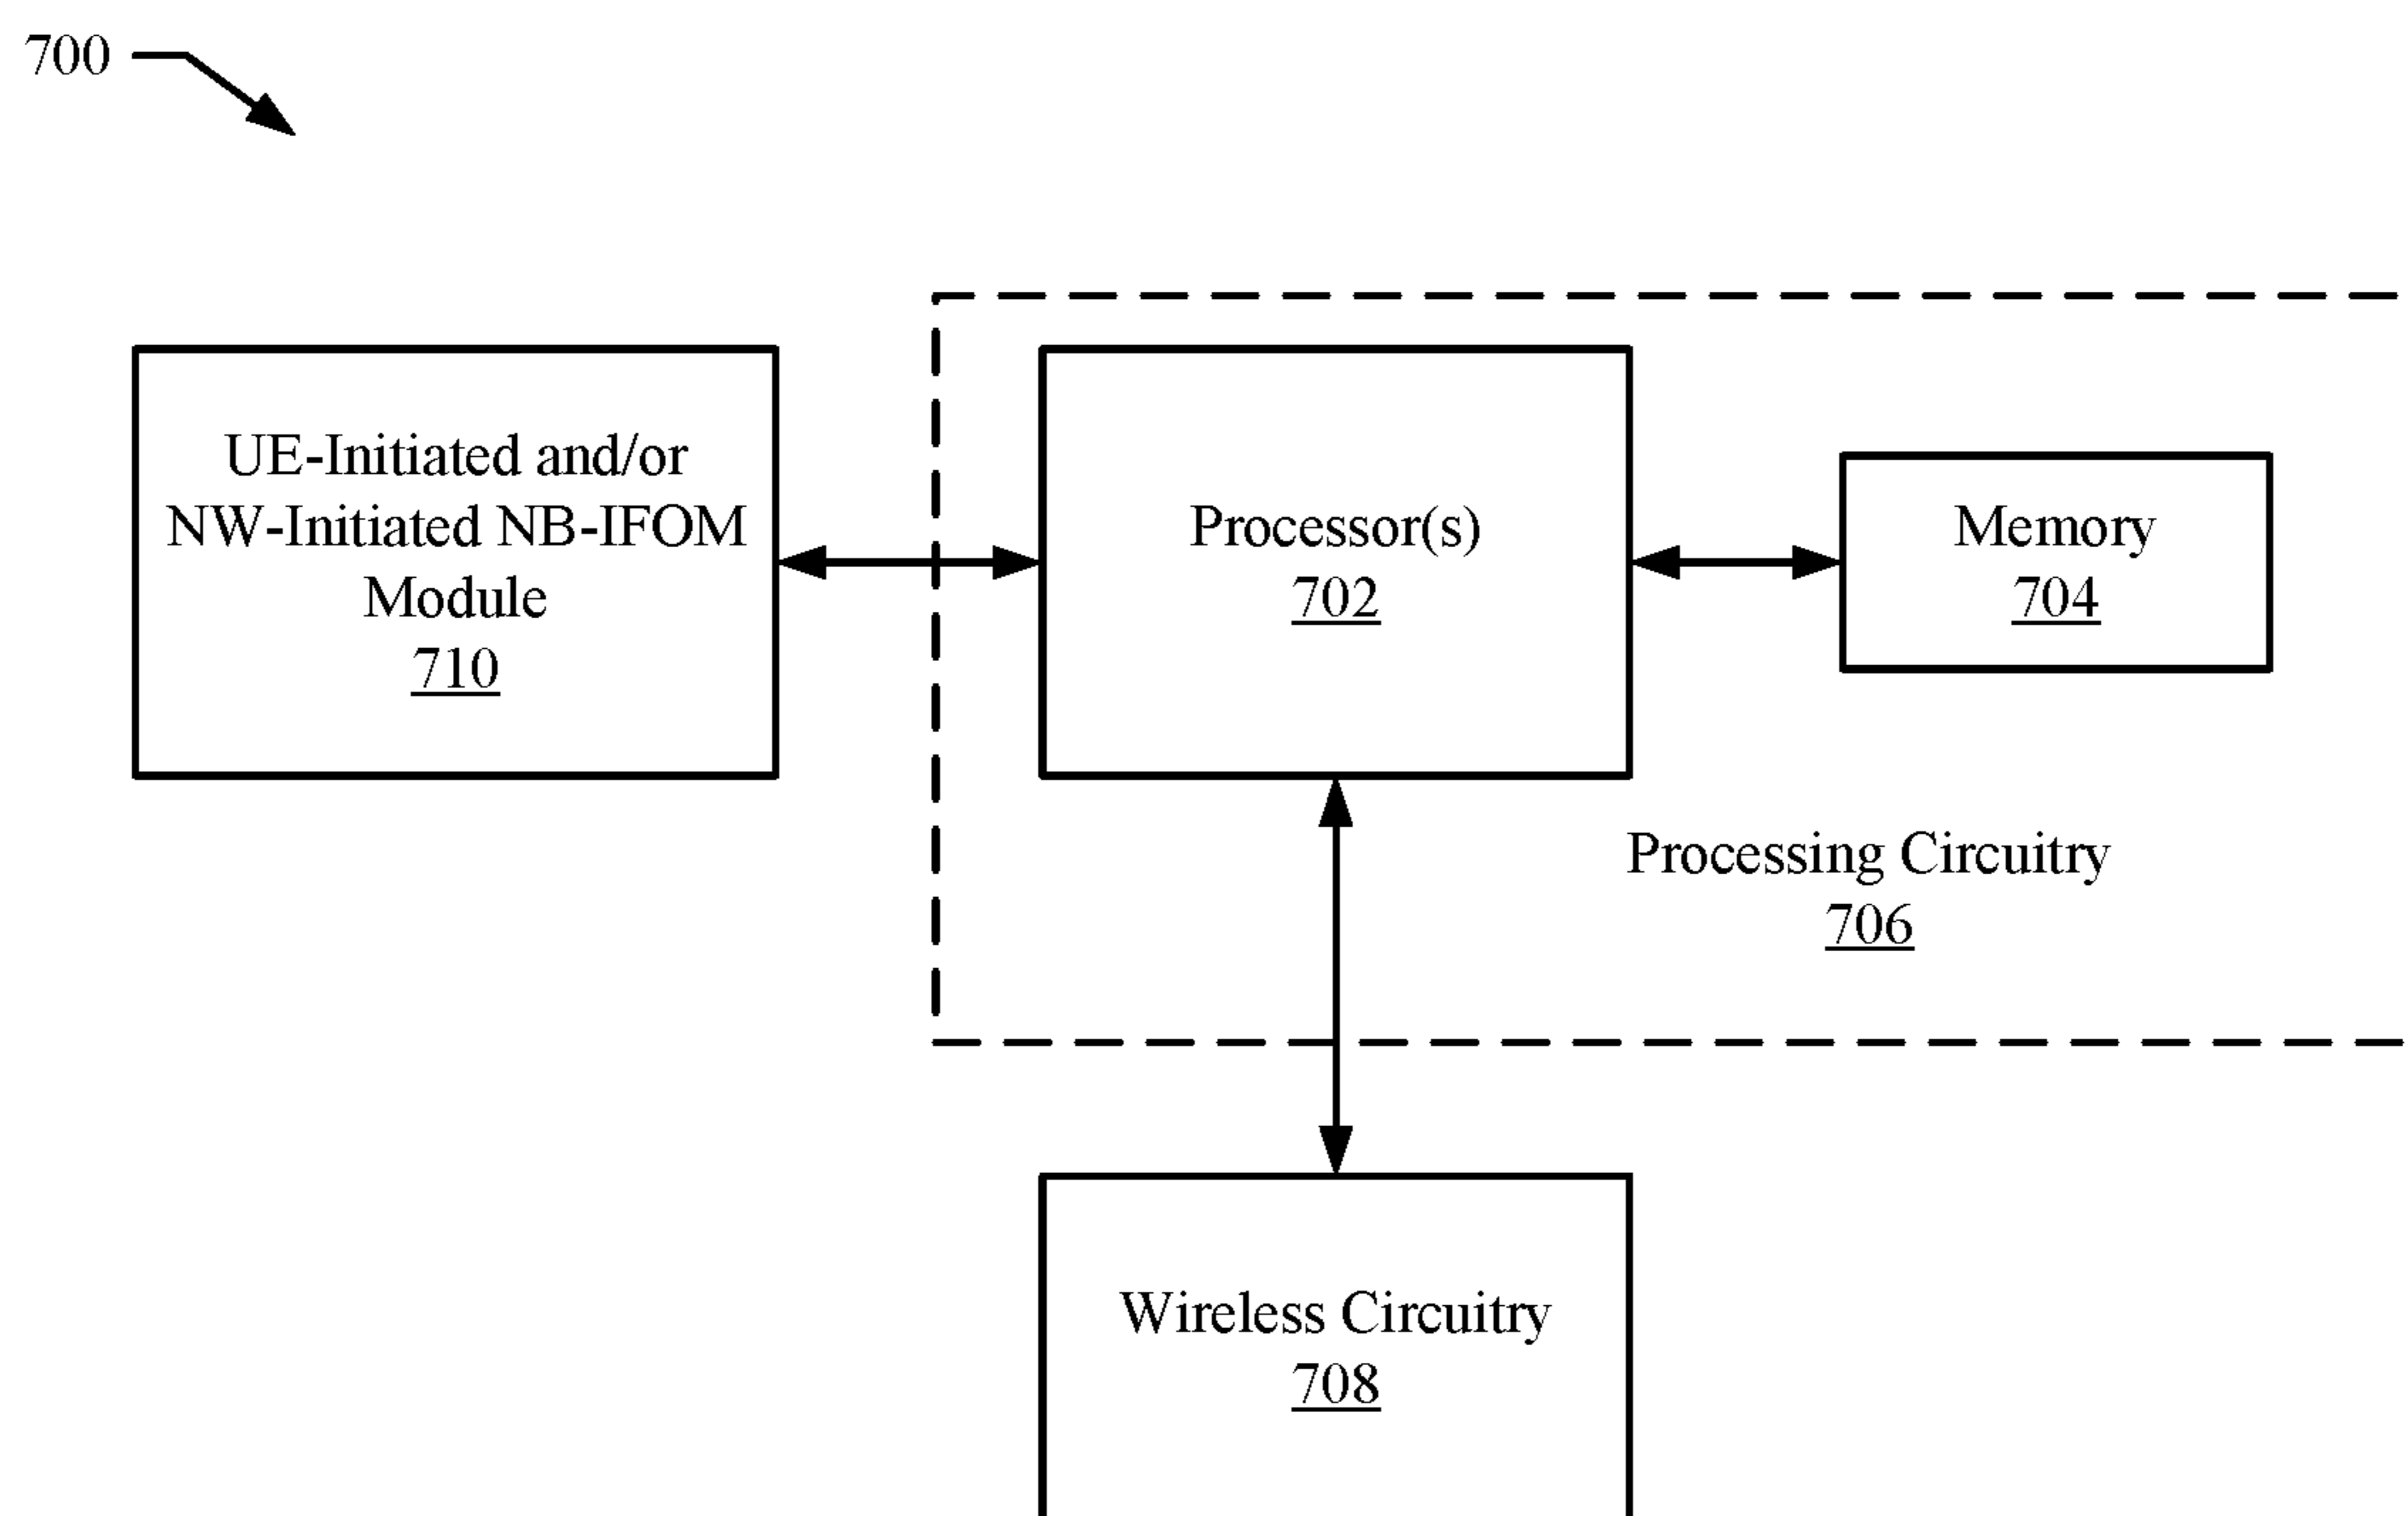 700
UE-Initiated and/or
NW-Initiated NB-IFOM
Module
710
Processor(s)
702
Memory
704
Processing Circuitry
706
Wireless Circuitry
708